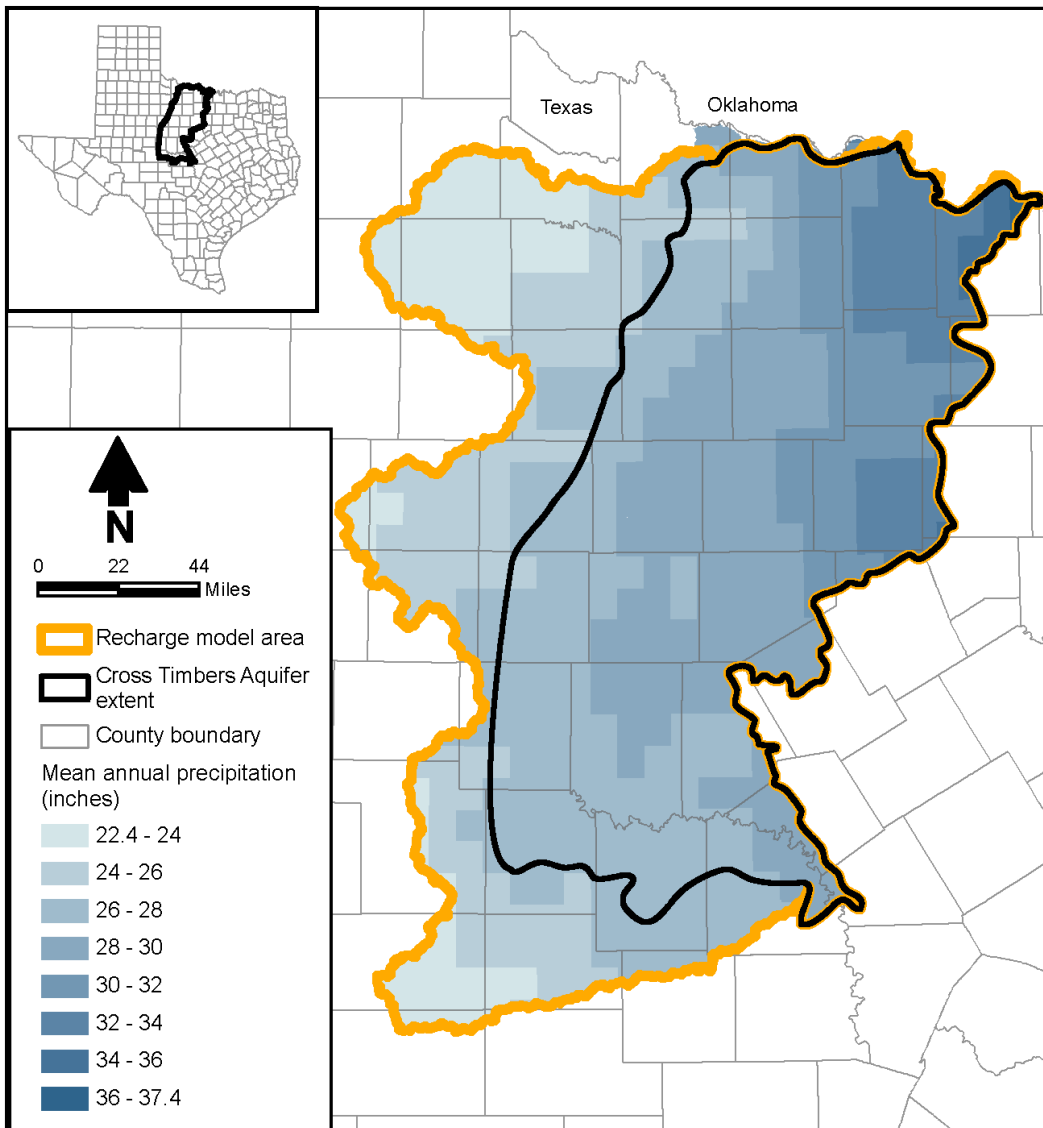 Texas
Oklahoma
N
0 22 44
Miles
Recharge model area
Cross Timbers Aquifer
extent
County boundary
Mean annual precipitation
(inches)
22.4 - 24
24 - 26
26 - 28
28 - 30
30 - 32
32 - 34
34 - 36
36 - 37.4